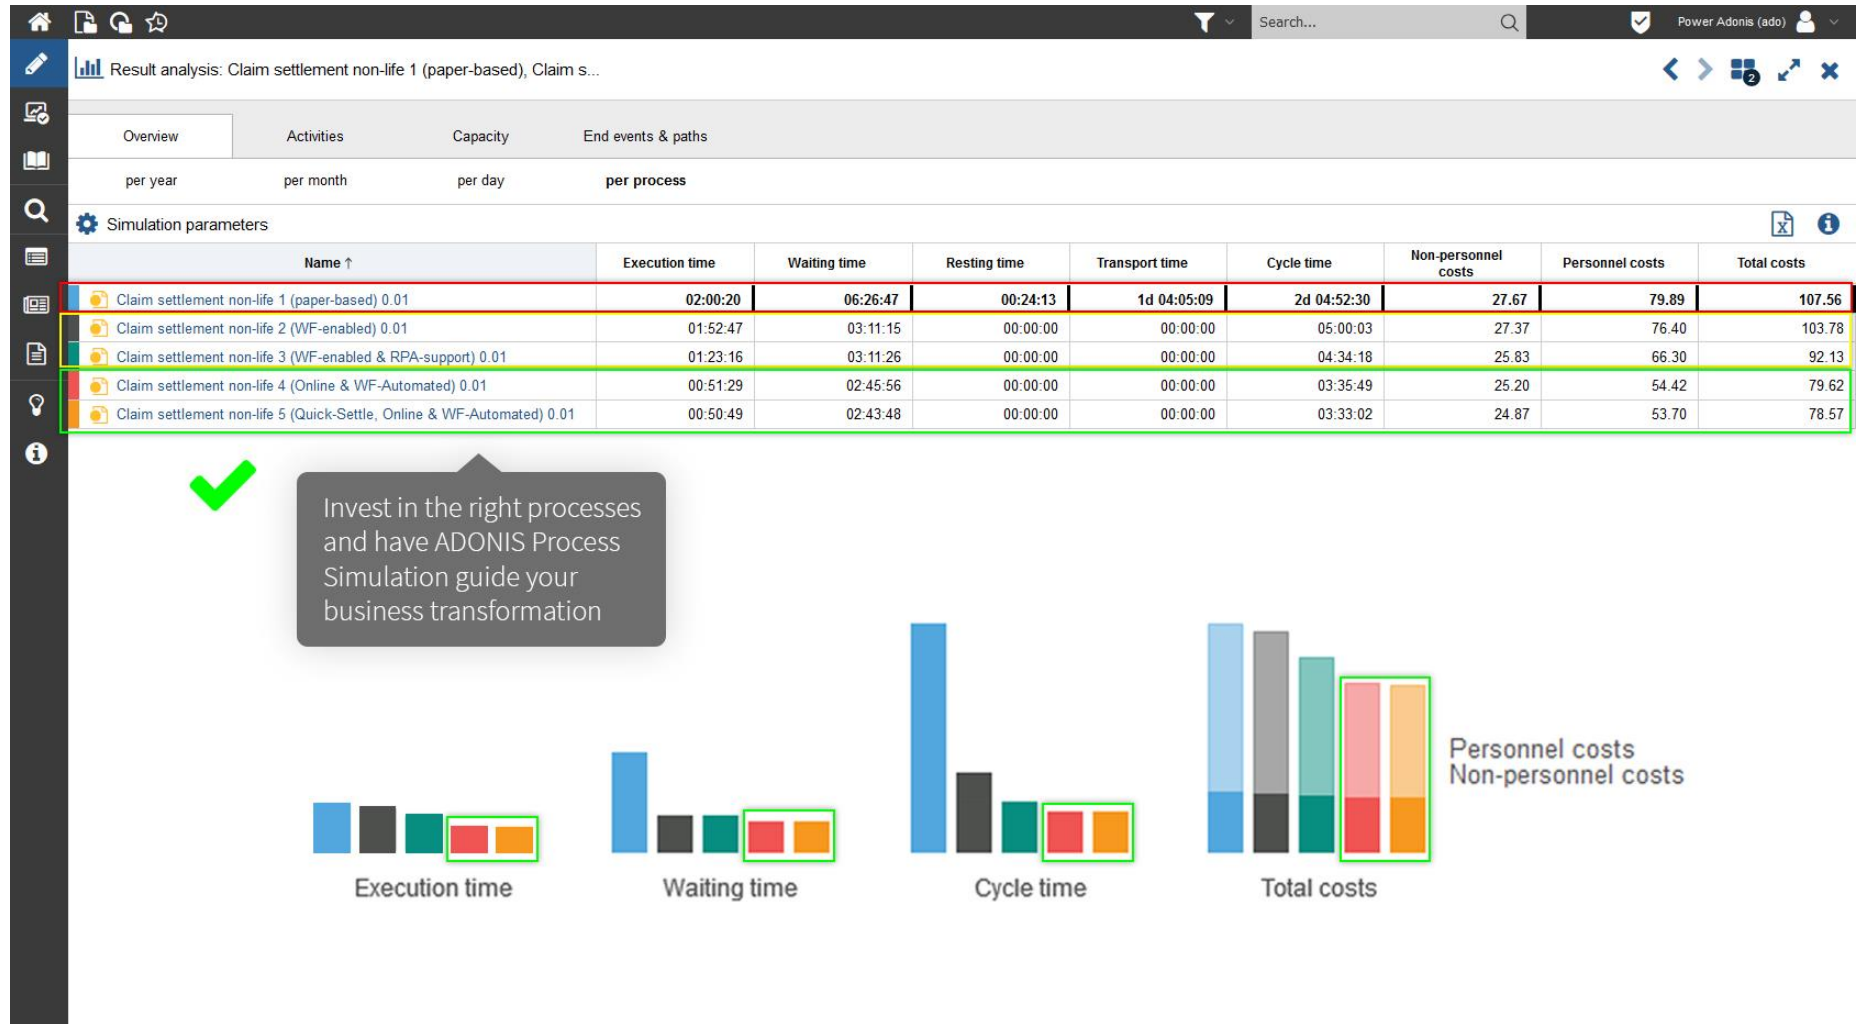 Search...
Power Adonis (ado)
Result analysis: Claim settlement non-life 1 (paper-based), Claim s...
2
Overview Activities Capacity End events & paths
per year per month per day per process
Simulation parameters
Name ↑ Execution time Waiting time Resting time Transport time Cycle time Non-personnel costs Personnel costs Total costs
Claim settlement non-life 1 (paper-based) 0.01 02:00:20 06:26:47 00:24:13 1d 04:05:09 2d 04:52:30 27.67 79.89 107.56
Claim settlement non-life 2 (WF-enabled) 0.01 01:52:47 03:11:15 00:00:00 00:00:00 05:00:03 27.37 76.40 103.78
Claim settlement non-life 3 (WF-enabled & RPA-support) 0.01 01:23:16 03:11:26 00:00:00 00:00:00 04:34:18 25.83 66.30 92.13
Claim settlement non-life 4 (Online & WF-Automated) 0.01 00:51:29 02:45:56 00:00:00 00:00:00 03:35:49 25.20 54.42 79.62
Claim settlement non-life 5 (Quick-Settle, Online & WF-Automated) 0.01 00:50:49 02:43:48 00:00:00 00:00:00 03:33:02 24.87 53.70 78.57
Invest in the right processes
and have ADONIS Process
Simulation guide your
business transformation
Personnel costs
Non-personnel costs
Execution time Waiting time Cycle time Total costs